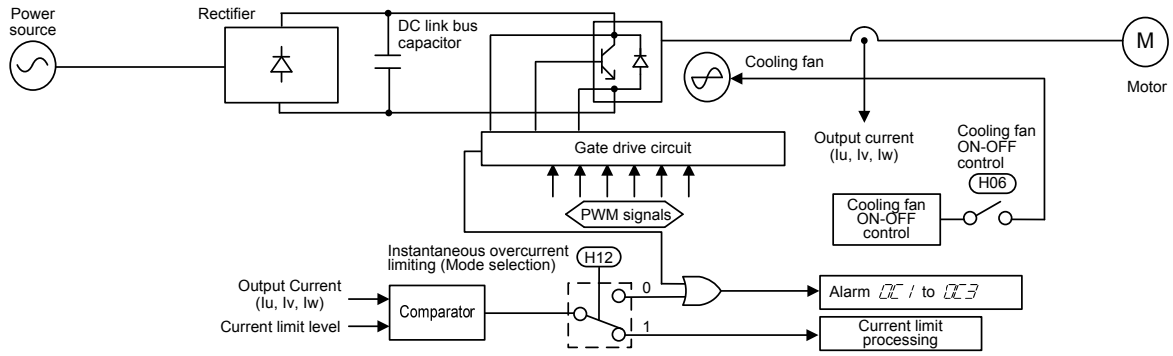 Power
source
Rectifier
DC link bus
capacitor
Cooling fan
M
Motor
Output current
(Iu, Iv, Iw)
Cooling fan
ON-OFF
control
H06
Gate drive circuit
PWM signals
Cooling fan
ON-OFF
control
Instantaneous overcurrent
limiting (Mode selection)
H12
Output Current
(Iu, Iv, Iw)
Current limit level
Comparator
0
1
Alarm OC1 to OC3
Current limit
processing